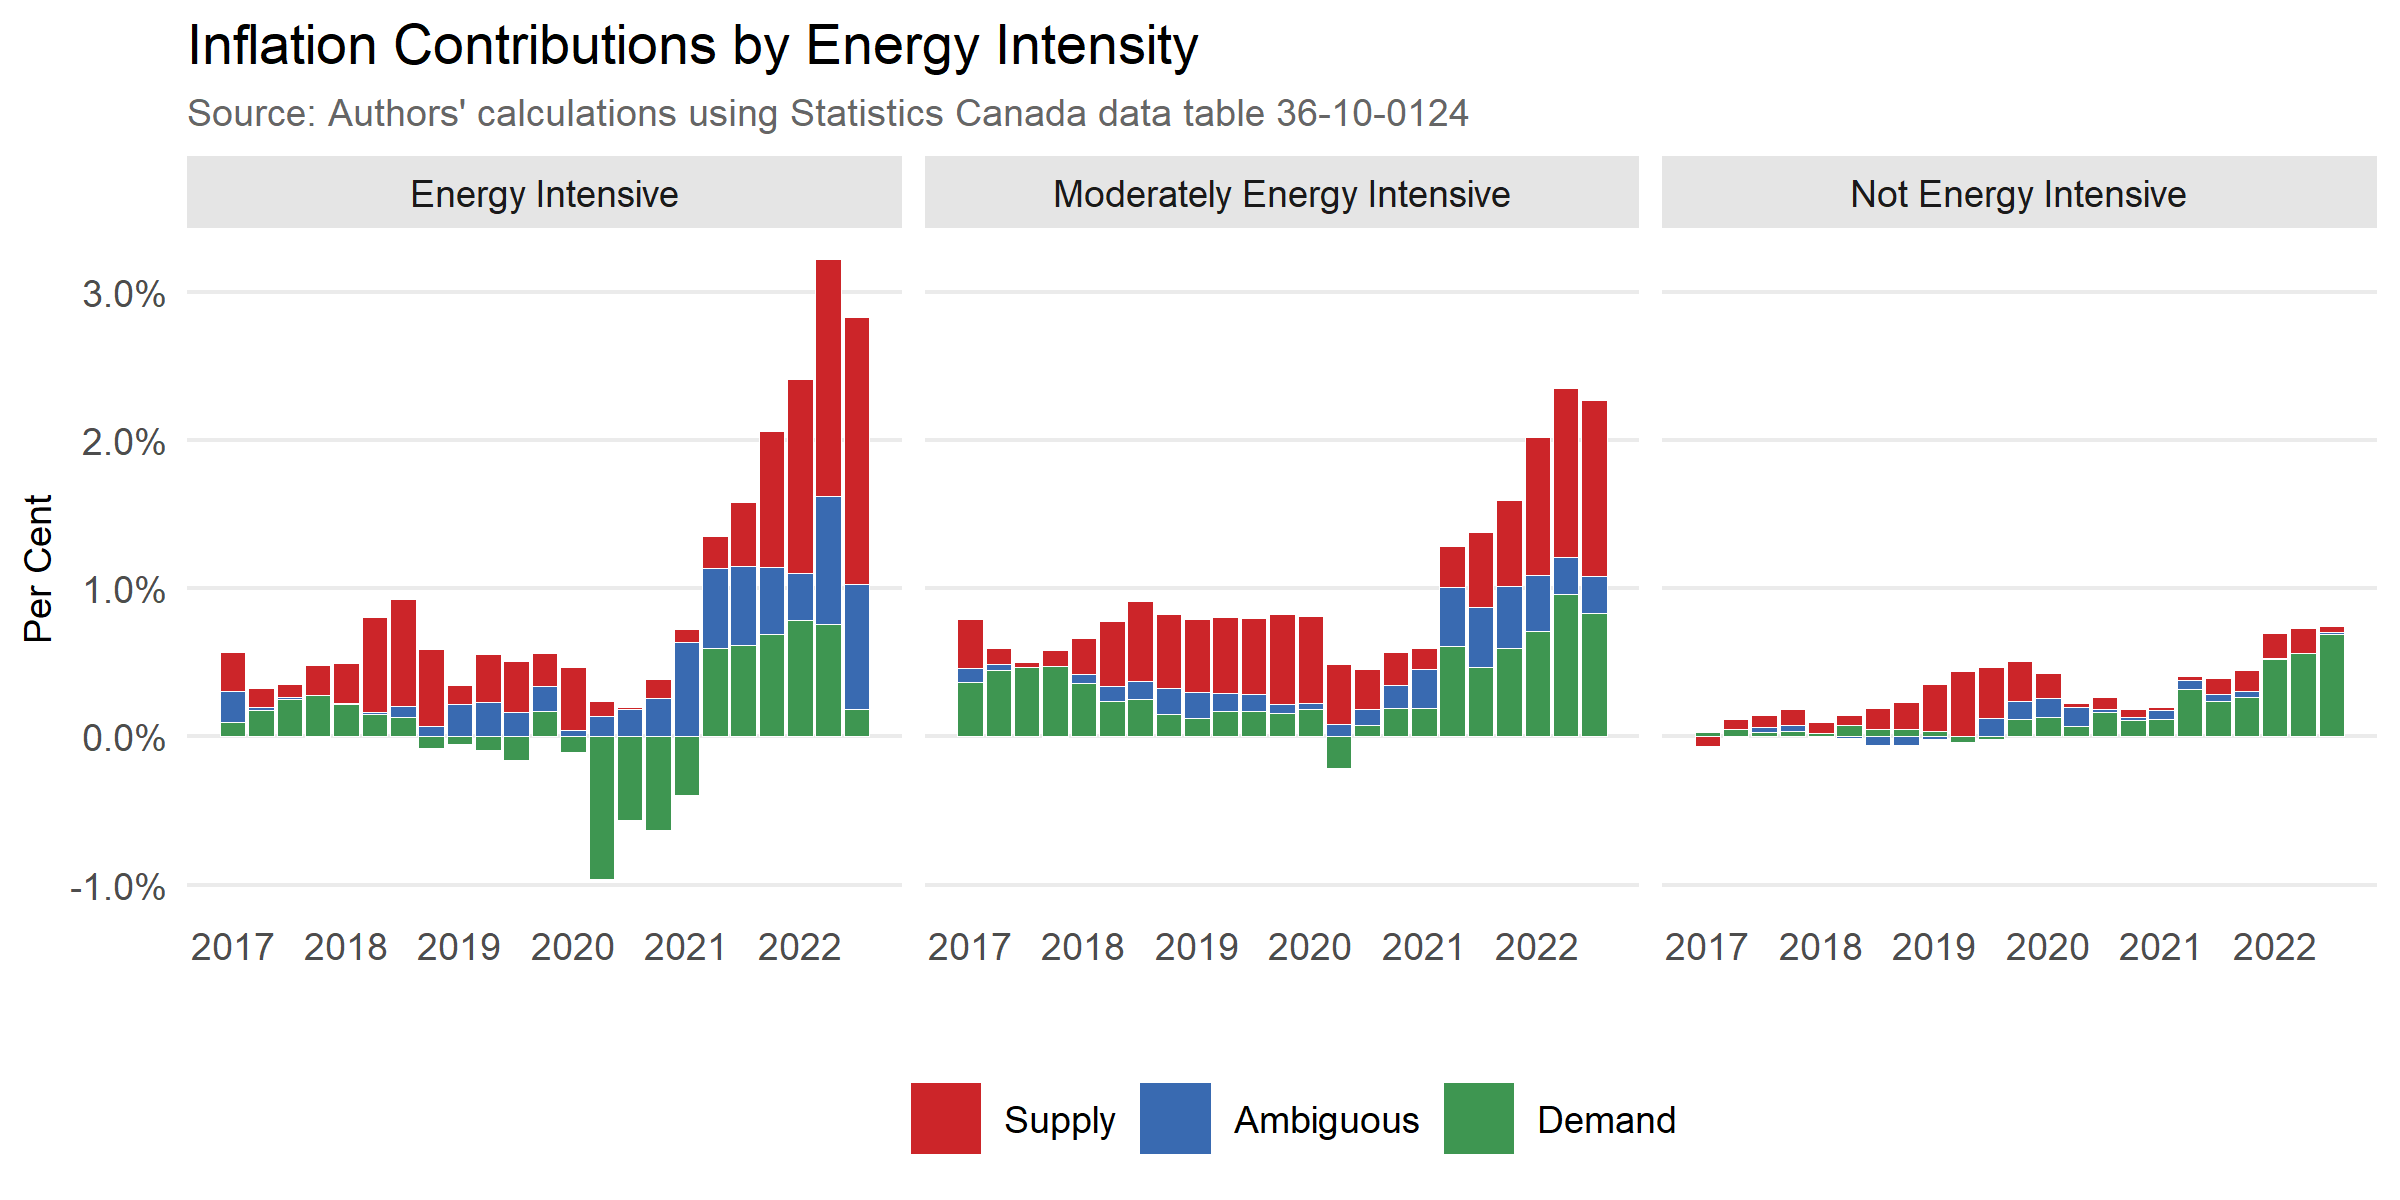 Inflation Contributions by Energy Intensity
Source: Authors' calculations using Statistics Canada data table 36-10-0124
Energy Intensive
Moderately Energy Intensive
Not Energy Intensive
Per Cent
3.0%
2.0%
1.0%
0.0%
-1.0%
2017 2018 2019 2020 2021 2022
2017 2018 2019 2020 2021 2022
2017 2018 2019 2020 2021 2022
Supply Ambiguous Demand